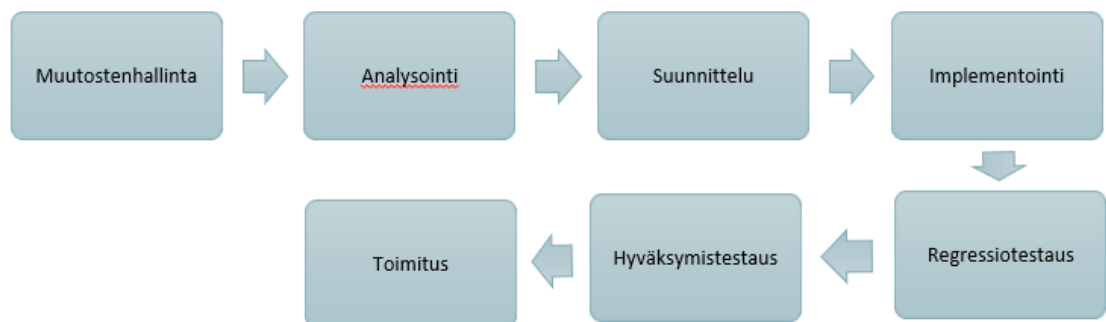 Muutostenhallinta
Analysointi
Suunnittelu
Implementointi
Regressiotestaus
Hyväksymistestaus
Toimitus